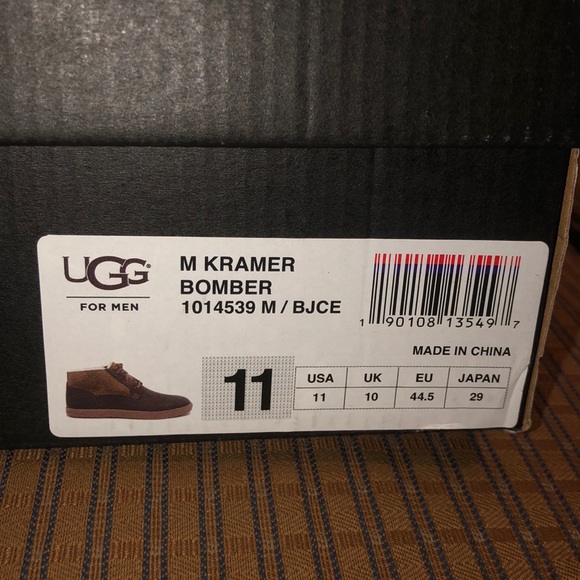 UGG®
FOR MEN
M KRAMER
BOMBER
1014539 M / BJCE
1 90108 13549 7
MADE IN CHINA
11
USA UK EU JAPAN
11 10 44.5 29